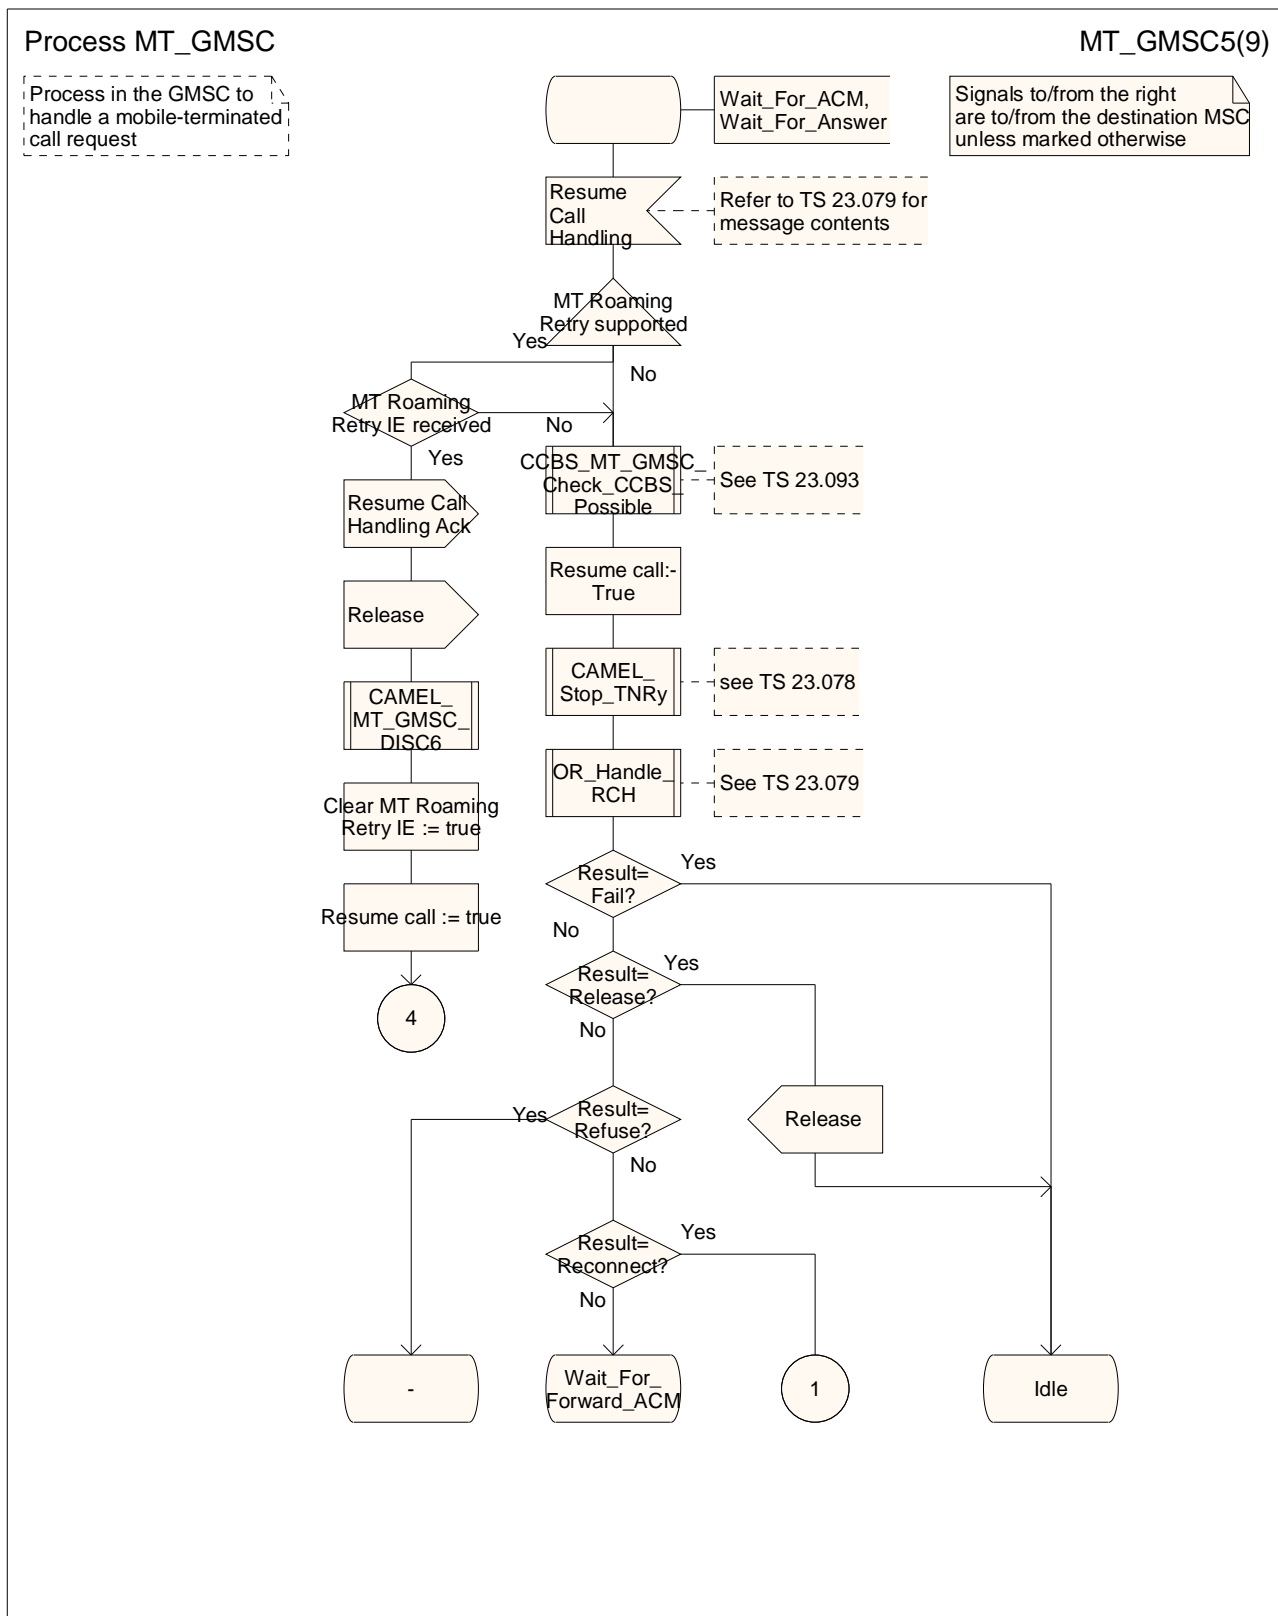 Process MT_GMSC
MT_GMSC5(9)
Process in the GMSC to
handle a mobile-terminated
call request
Wait_For_ACM,
Wait_For_Answer
Signals to/from the right
are to/from the destination MSC
unless marked otherwise
Resume
Call
Handling
Refer to TS 23.079 for
message contents
MT Roaming
Retry supported
Yes
No
MT Roaming
Retry IE received
No
Yes
CCBS_MT_GMSC_
Check_CCBS_
Possible
See TS 23.093
Resume Call
Handling Ack
Resume call:-
True
Release
CAMEL_
Stop_TNRy
see TS 23.078
CAMEL_
MT_GMSC_
DISC6
OR_Handle_
RCH
See TS 23.079
Clear MT Roaming
Retry IE := true
Result=
Fail?
Yes
No
Resume call := true
Result=
Release?
Yes
No
4
Result=
Refuse?
Yes
No
Release
Result=
Reconnect?
Yes
No
-
Wait_For_
Forward_ACM
1
Idle